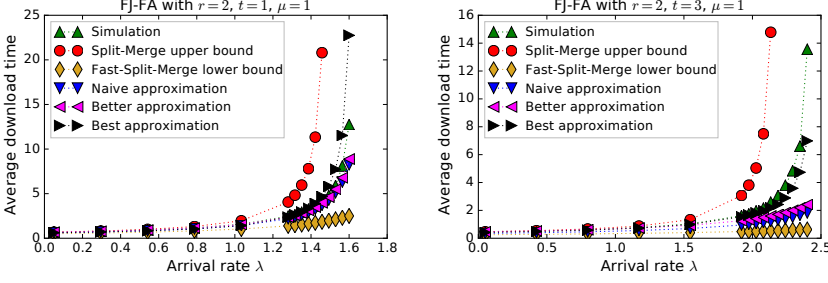 FJ-FA with r=2, t=1, μ=1
Average download time
25
20
15
10
5
0
Simulation
Split-Merge upper bound
Fast-Split-Merge lower bound
Naive approximation
Better approximation
Best approximation
0.0 0.2 0.4 0.6 0.8 1.0 1.2 1.4 1.6 1.8
Arrival rate λ
FJ-FA with r=2, t=3, μ=1
Average download time
16
14
12
10
8
6
4
2
0
Simulation
Split-Merge upper bound
Fast-Split-Merge lower bound
Naive approximation
Better approximation
Best approximation
0.0 0.5 1.0 1.5 2.0 2.5
Arrival rate λ